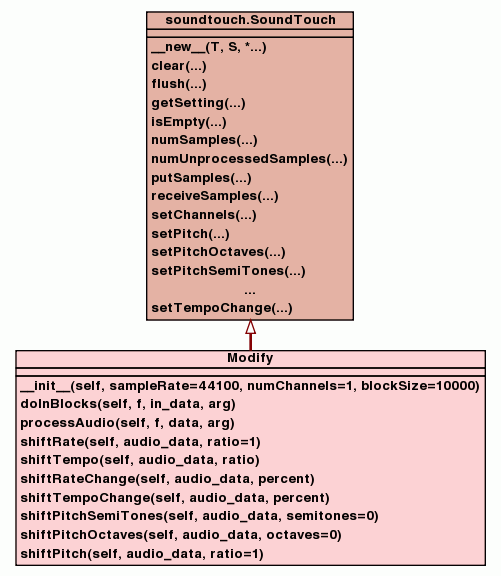 soundtouch.SoundTouch
__new__(T, S, *...)
clear(...)
flush(...)
getSetting(...)
isEmpty(...)
numSamples(...)
numUnprocessedSamples(...)
putSamples(...)
receiveSamples(...)
setChannels(...)
setPitch(...)
setPitchOctaves(...)
setPitchSemiTones(...)
...
setTempoChange(...)
Modify
__init__(self, sampleRate=44100, numChannels=1, blockSize=10000)
doInBlocks(self, f, in_data, arg)
processAudio(self, f, data, arg)
shiftRate(self, audio_data, ratio=1)
shiftTempo(self, audio_data, ratio)
shiftRateChange(self, audio_data, percent)
shiftTempoChange(self, audio_data, percent)
shiftPitchSemiTones(self, audio_data, semitones=0)
shiftPitchOctaves(self, audio_data, octaves=0)
shiftPitch(self, audio_data, ratio=1)